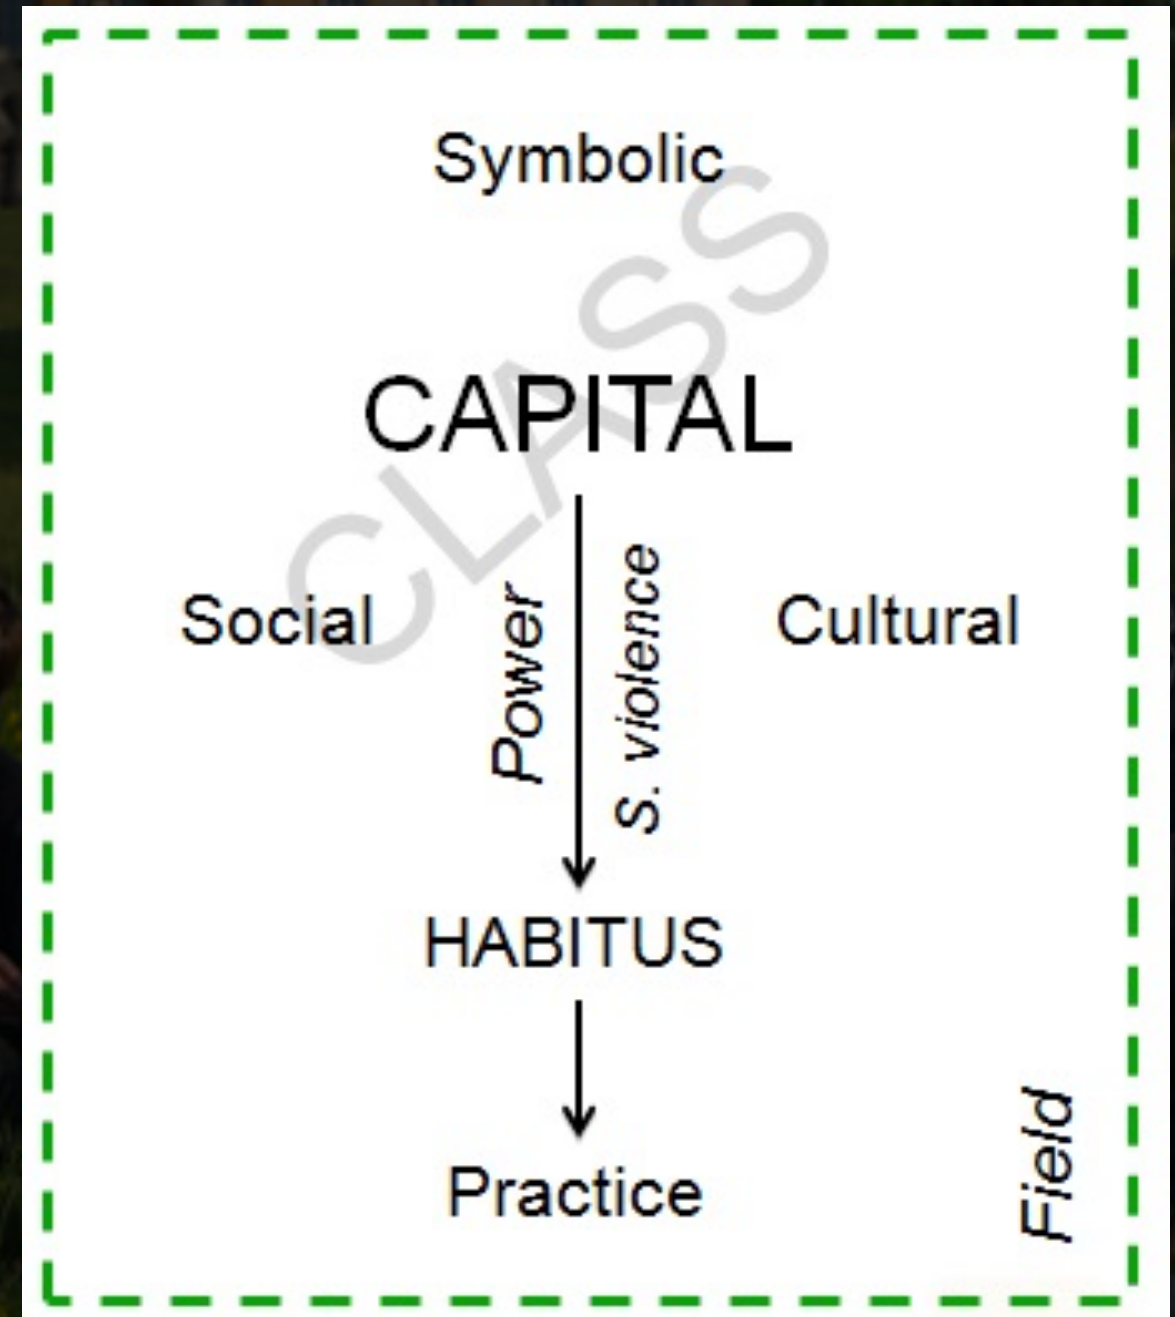 Symbolic
CLASS
CAPITAL
Social
Power
S. violence
Cultural
HABITUS
Practice
Field